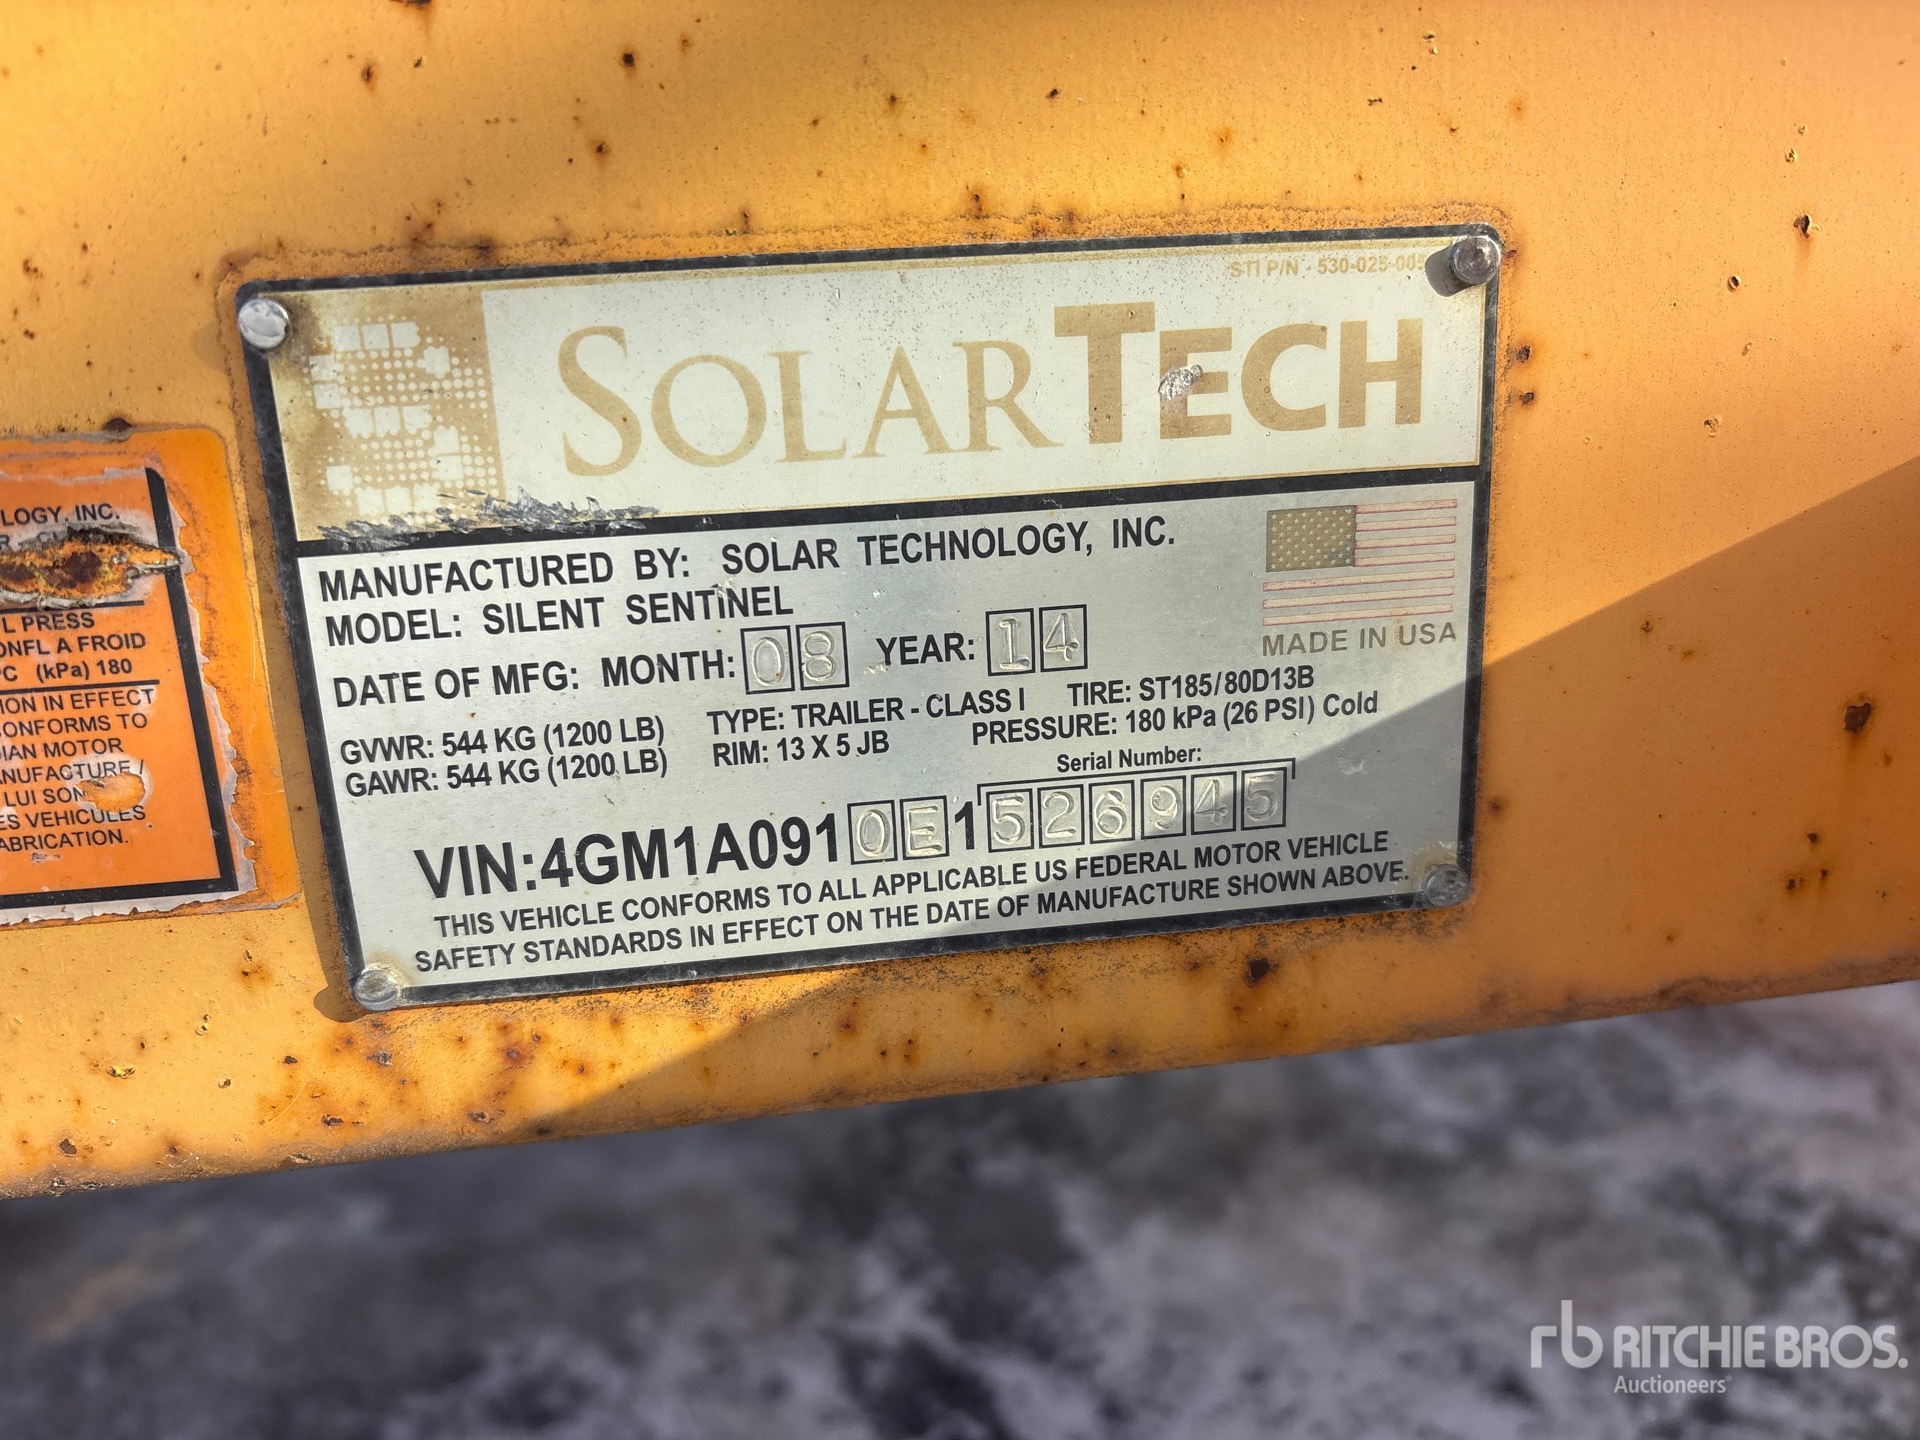 STI P/N - 530-025-005
SOLARTECH
MANUFACTURED BY: SOLAR TECHNOLOGY, INC.
MODEL: SILENT SENTINEL
DATE OF MFG: MONTH: 08 YEAR: 14
MADE IN USA
GVWR: 544 KG (1200 LB) TYPE: TRAILER - CLASS I TIRE: ST185/80D13B
GAWR: 544 KG (1200 LB) RIM: 13 X 5 JB PRESSURE: 180 kPa (26 PSI) Cold
Serial Number:
VIN:4GM1A0910E1526945
THIS VEHICLE CONFORMS TO ALL APPLICABLE US FEDERAL MOTOR VEHICLE
SAFETY STANDARDS IN EFFECT ON THE DATE OF MANUFACTURE SHOWN ABOVE.
LOGY, INC.
L PRESS
ONFL A FROID
PC (kPa) 180
ION IN EFFECT
CONFORMS TO
IAN MOTOR
ANUFACTURE /
LUI SON
ES VEHICULES
ABRICATION.
rb RITCHIE BROS.
Auctioneers